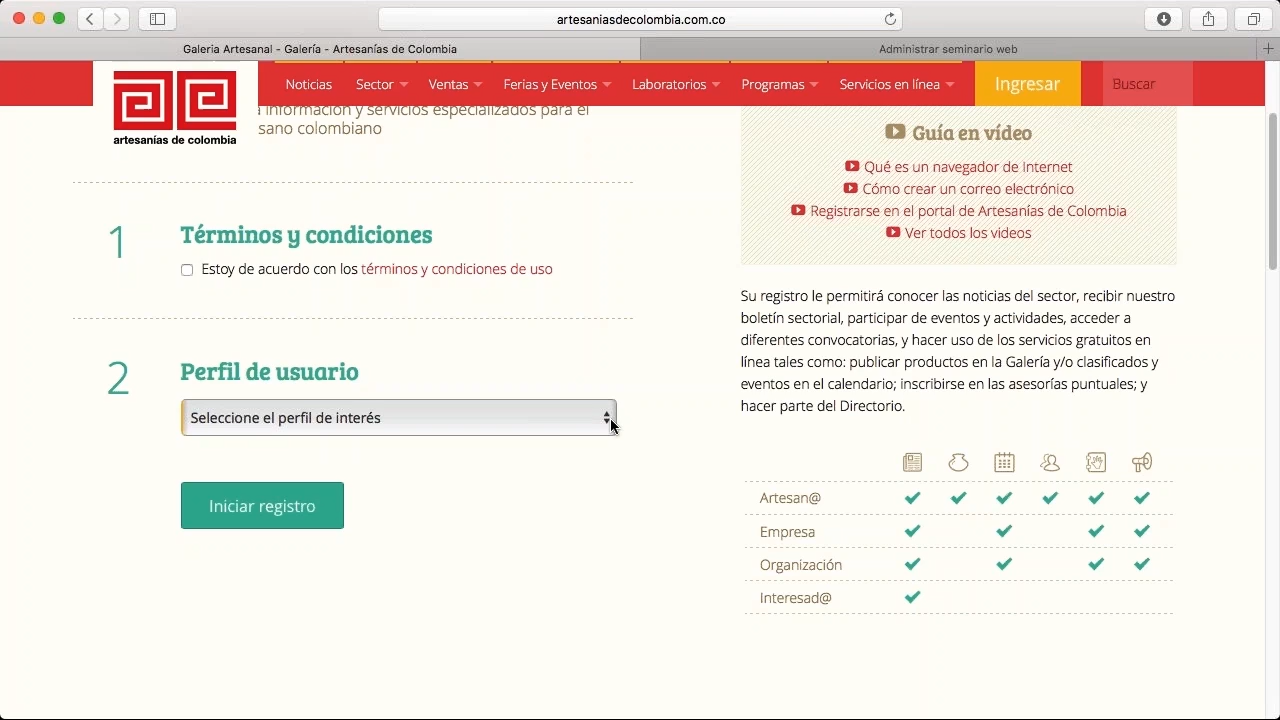 artesaniasdecolombia.com.co
Galeria Artesanal - Galería - Artesanías de Colombia
Administrar seminario web
artesanías de colombia
Noticias
Sector
Ventas
Ferias y Eventos
Laboratorios
Programas
Servicios en línea
Ingresar
Buscar
información y servicios especializados para el
sano colombiano
1
Términos y condiciones
Estoy de acuerdo con los términos y condiciones de uso
2
Perfil de usuario
Seleccione el perfil de interés
Iniciar registro
Guía en vídeo
Qué es un navegador de Internet
Cómo crear un correo electrónico
Registrarse en el portal de Artesanías de Colombia
Ver todos los videos
Su registro le permitirá conocer las noticias del sector, recibir nuestro
boletín sectorial, participar de eventos y actividades, acceder a
diferentes convocatorias, y hacer uso de los servicios gratuitos en
línea tales como: publicar productos en la Galería y/o clasificados y
eventos en el calendario; inscribirse en las asesorías puntuales; y
hacer parte del Directorio.
Artesan@
Empresa
Organización
Interesad@